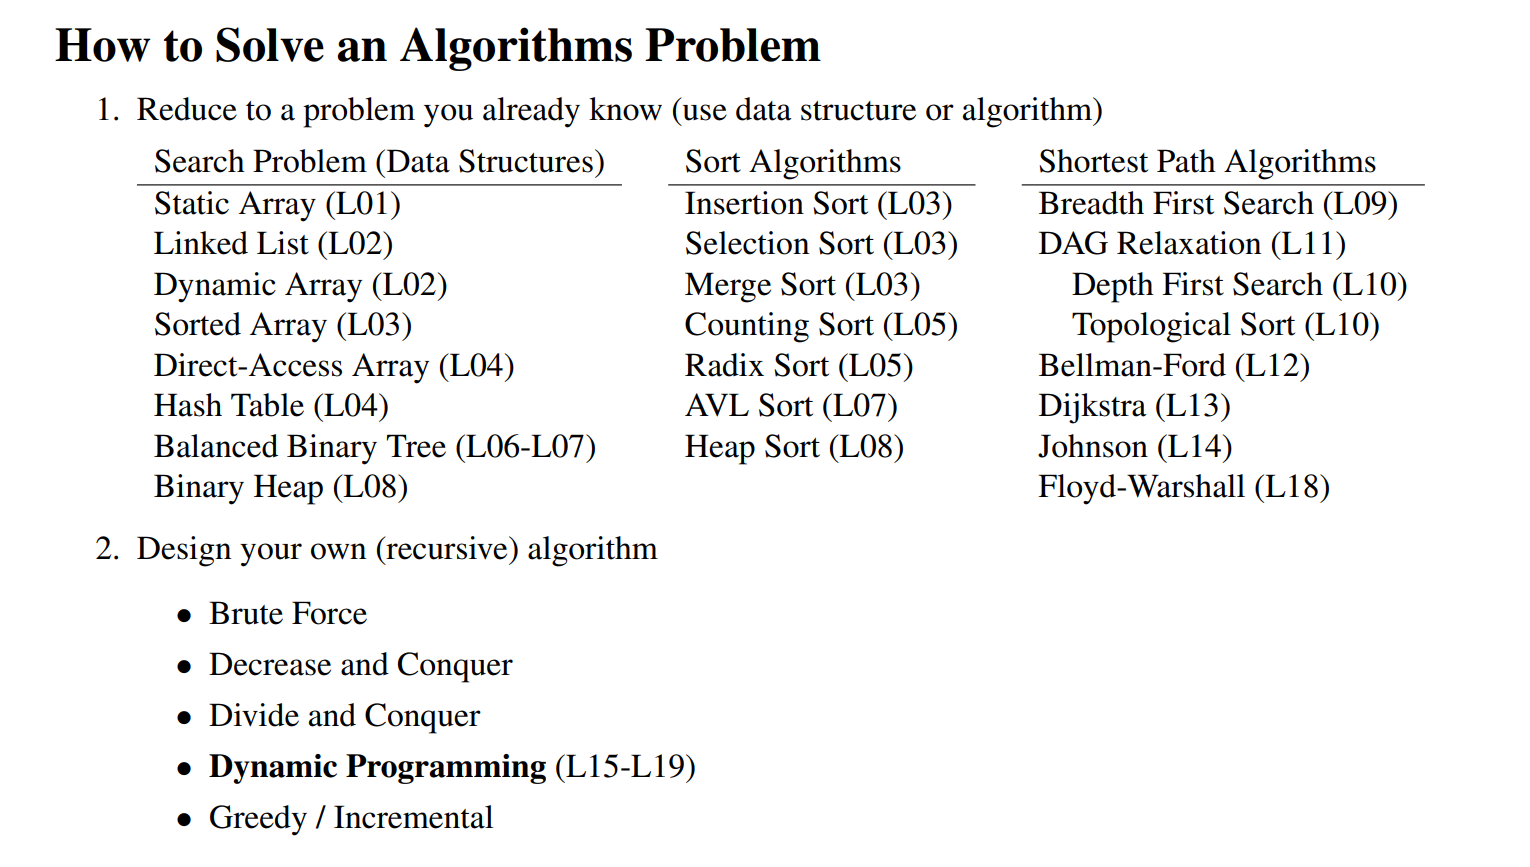 How to Solve an Algorithms Problem
1. Reduce to a problem you already know (use data structure or algorithm)
Search Problem (Data Structures) Sort Algorithms Shortest Path Algorithms
Static Array (L01) Insertion Sort (L03) Breadth First Search (L09)
Linked List (L02) Selection Sort (L03) DAG Relaxation (L11)
Dynamic Array (L02) Merge Sort (L03) Depth First Search (L10)
Sorted Array (L03) Counting Sort (L05) Topological Sort (L10)
Direct-Access Array (L04) Radix Sort (L05) Bellman-Ford (L12)
Hash Table (L04) AVL Sort (L07) Dijkstra (L13)
Balanced Binary Tree (L06-L07) Heap Sort (L08) Johnson (L14)
Binary Heap (L08) Floyd-Warshall (L18)
2. Design your own (recursive) algorithm
• Brute Force
• Decrease and Conquer
• Divide and Conquer
• Dynamic Programming (L15-L19)
• Greedy / Incremental